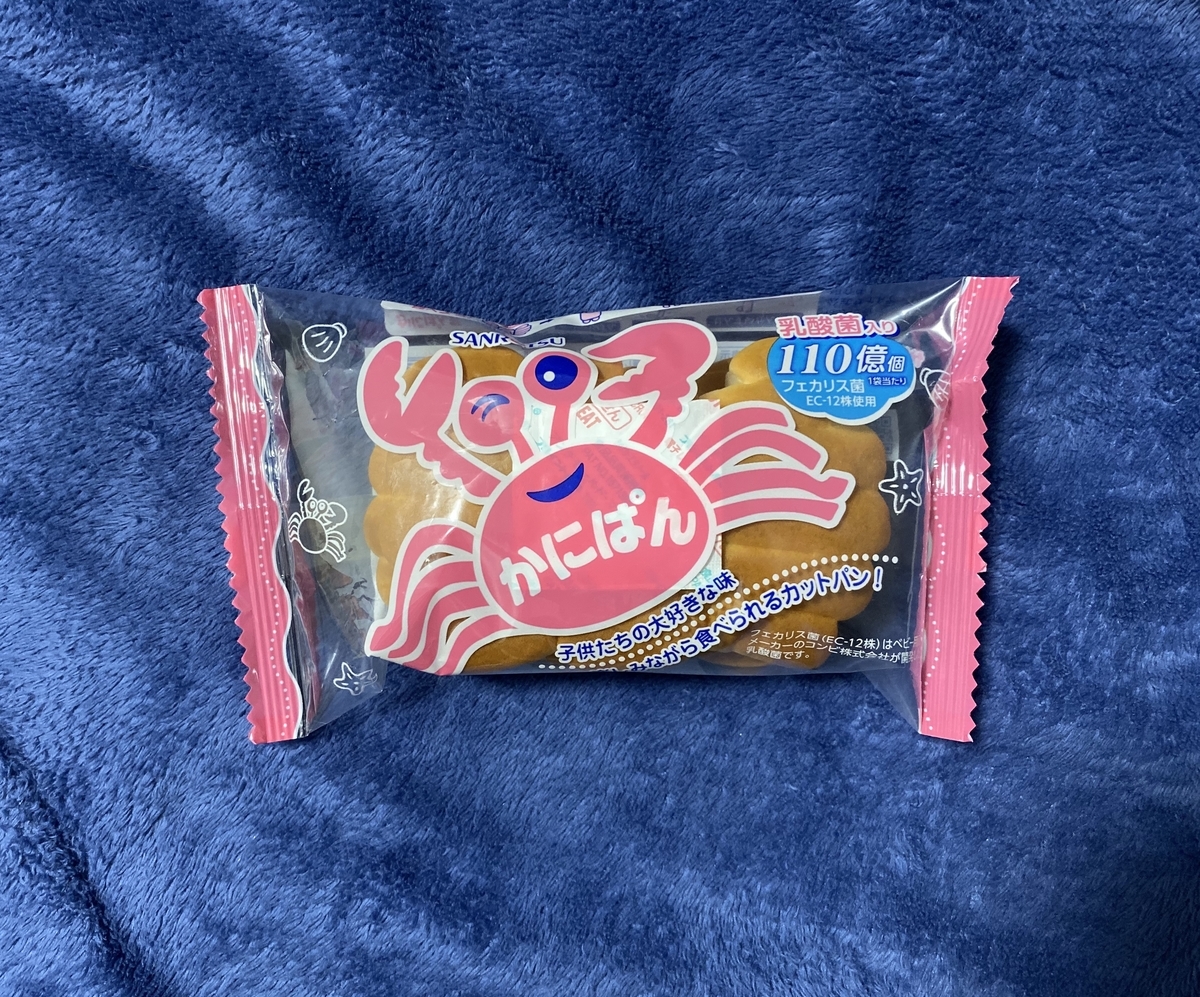 SANRITSU
乳酸菌入り
110億個
フェカリス菌 1袋当たり
EC-12株使用
EAT
かにぱん
子供たちの大好きな味
みながら食べられるカットパン!
フェカリス菌(EC-12株)はベビー
メーカーのコンビ株式会社が開
乳酸菌です。